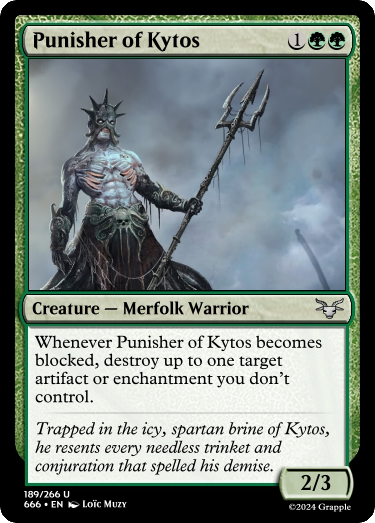 Punisher of Kytos 1
Creature — Merfolk Warrior
Whenever Punisher of Kytos becomes
blocked, destroy up to one target
artifact or enchantment you don't
control.
Trapped in the icy, spartan brine of Kytos,
he resents every needless trinket and
conjuration that spelled his demise.
2/3
189/266 U
666 • EN Loïc Muzy
©2024 Grapple